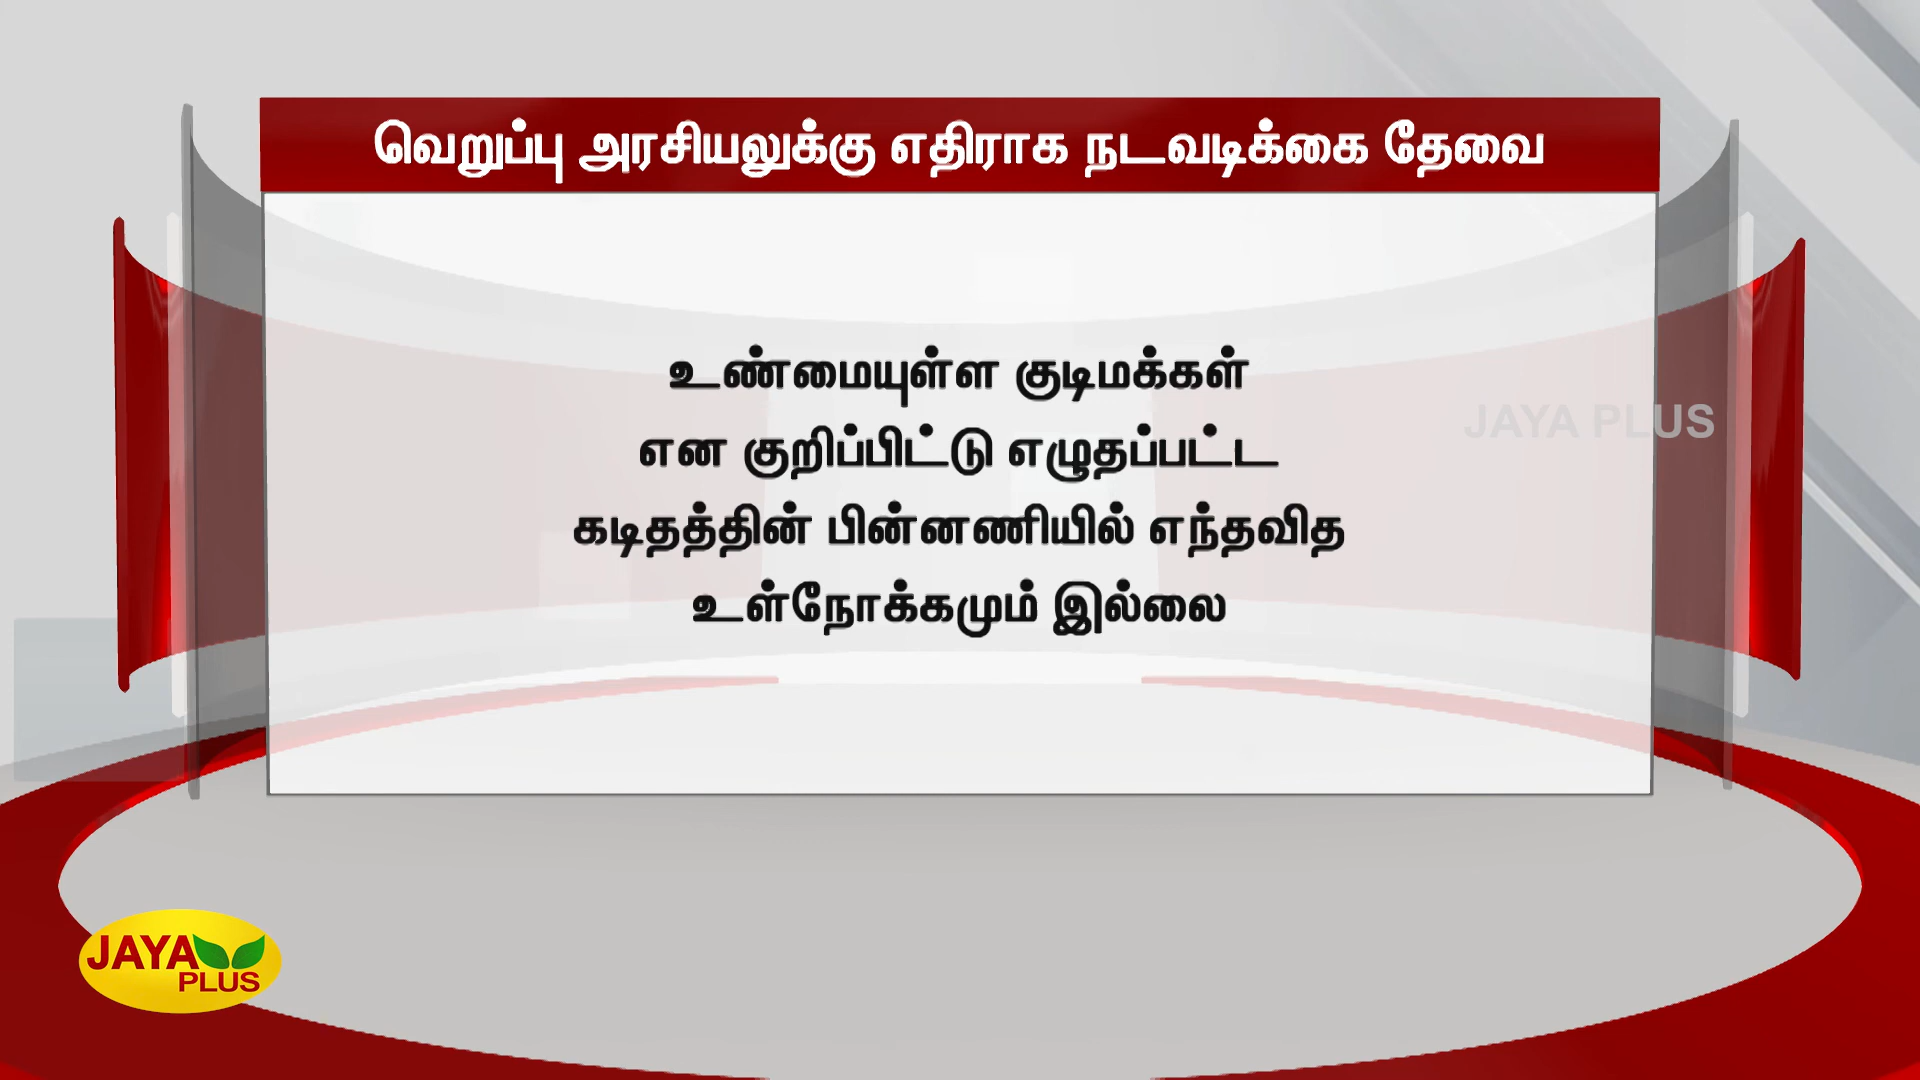 வெறுப்பு அரசியலுக்கு எதிராக நடவடிக்கை தேவை
உண்மையுள்ள குடிமக்கள்
என குறிப்பிட்டு எழுதப்பட்ட
கடிதத்தின் பின்னணியில் எந்தவித
உள்நோக்கமும் இல்லை
JAYA PLUS
JAYA
PLUS